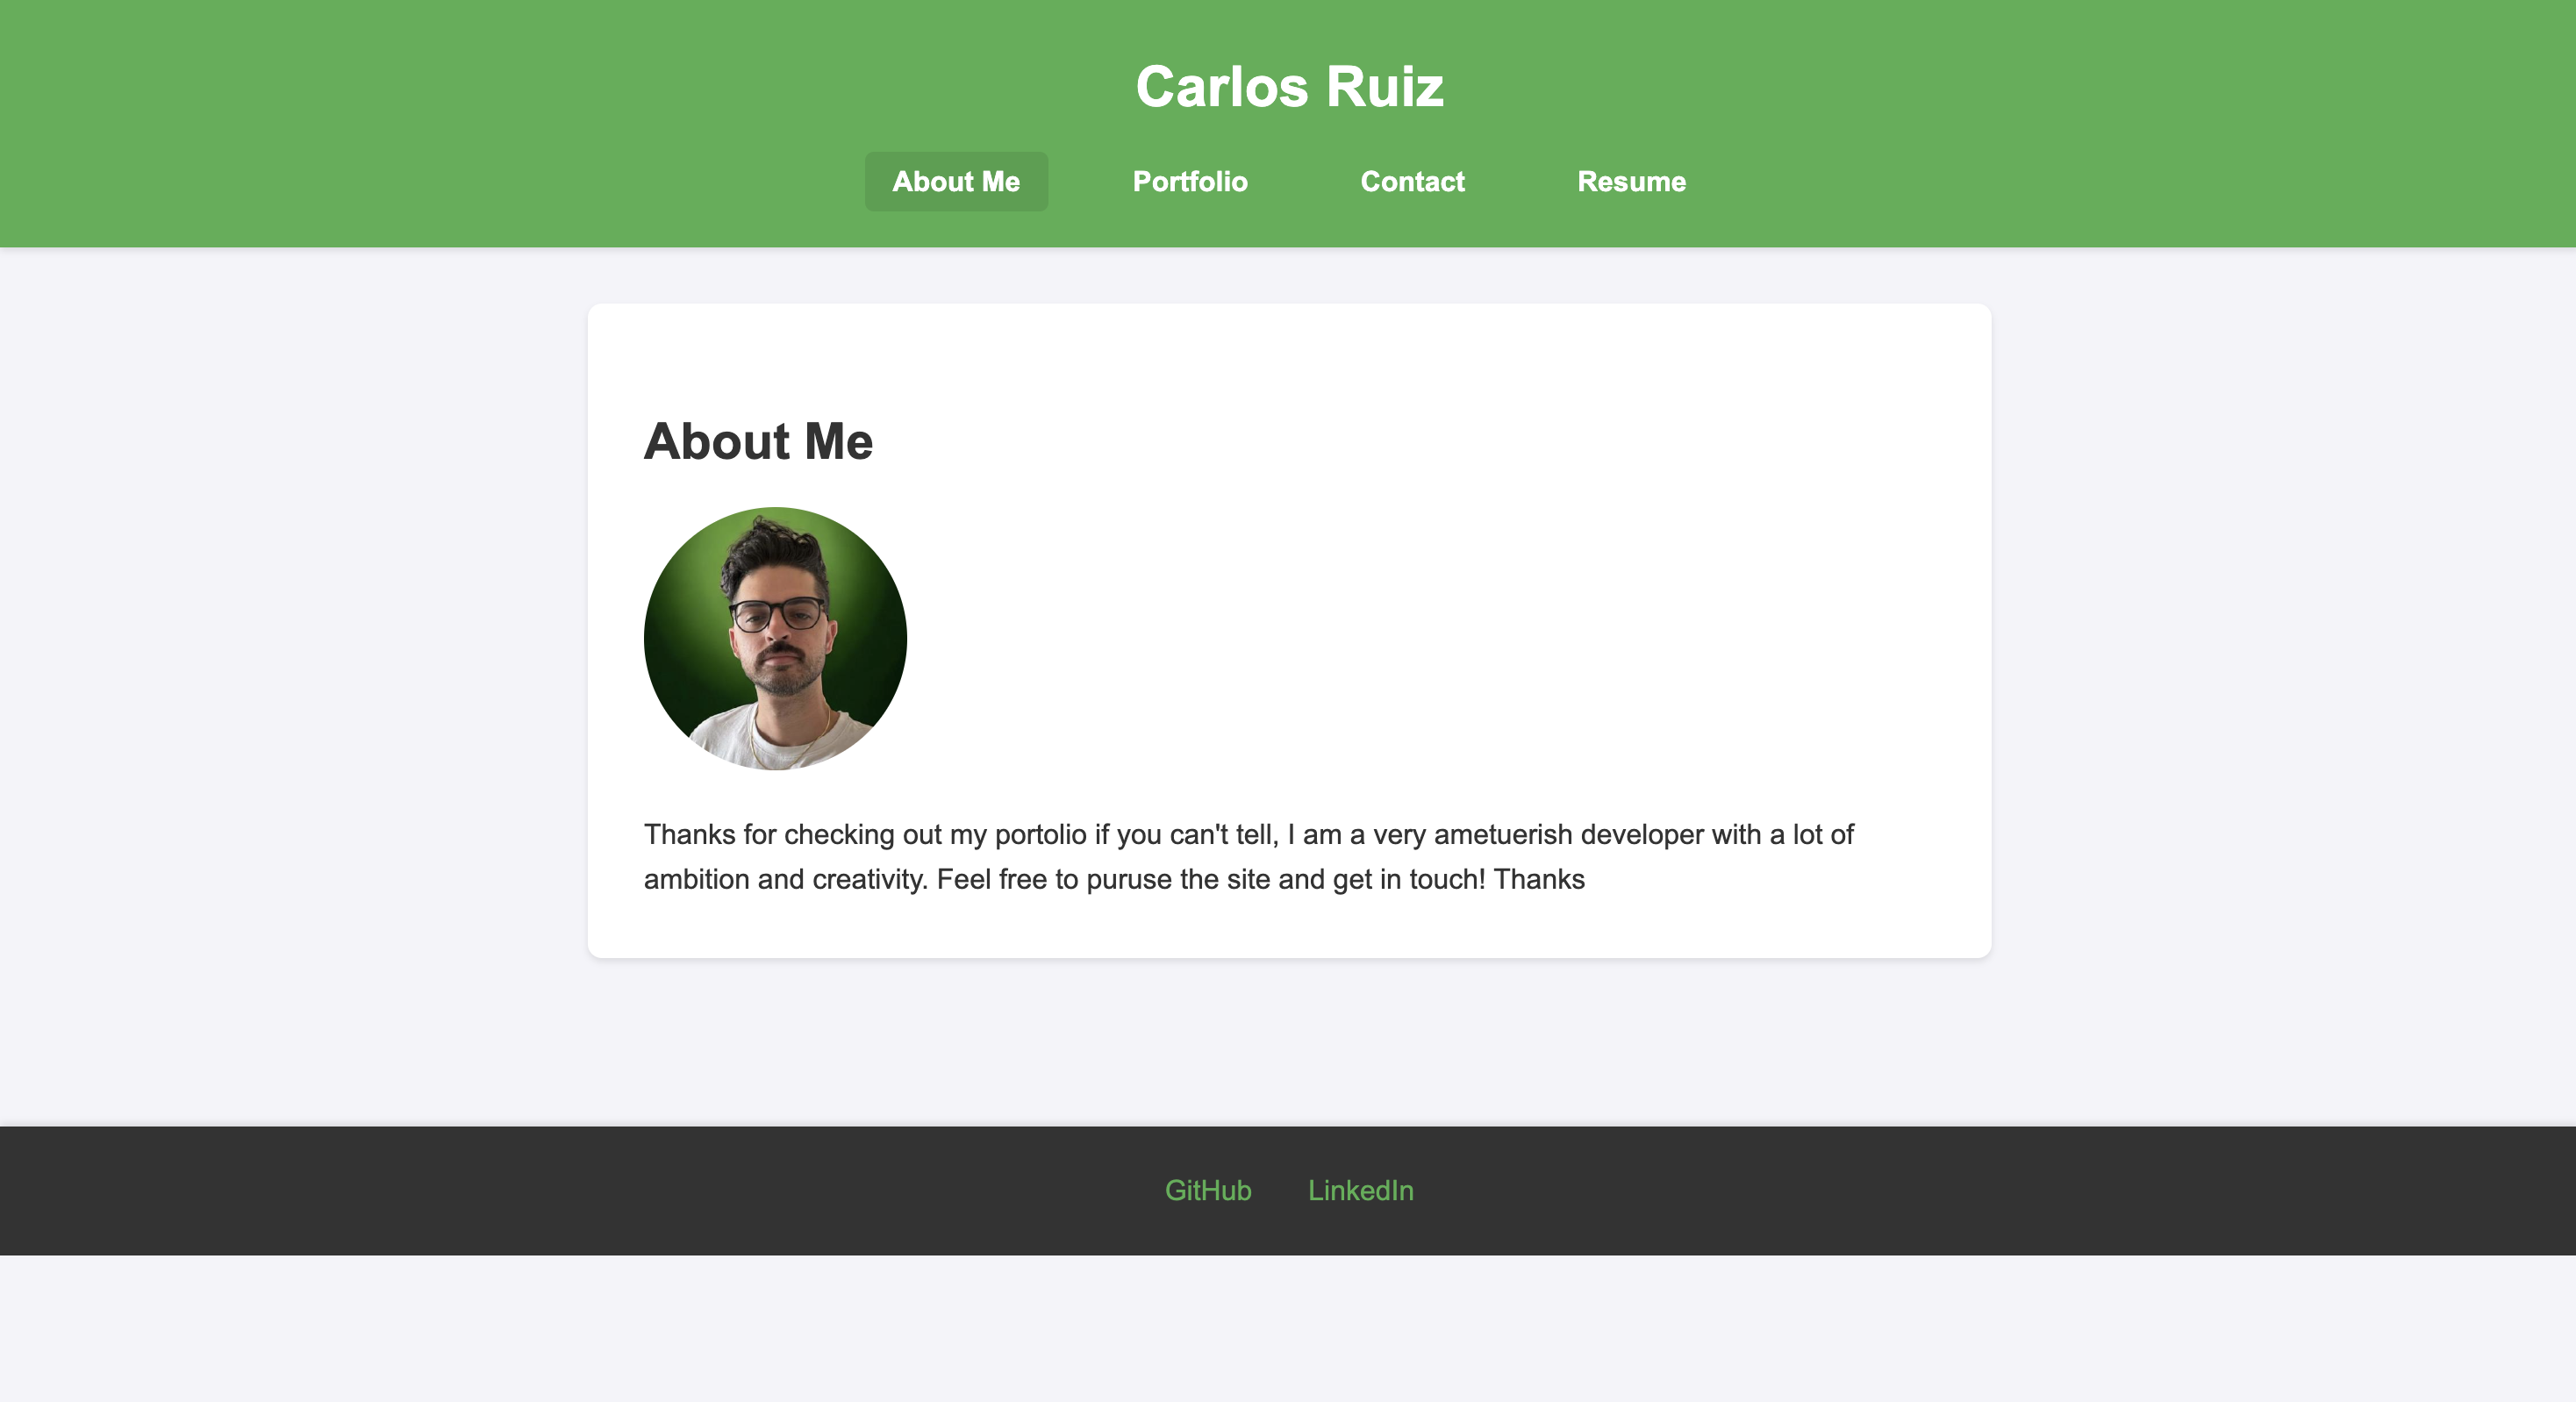 Carlos Ruiz
About Me Portfolio Contact Resume
About Me
Thanks for checking out my portolio if you can't tell, I am a very ametuerish developer with a lot of
ambition and creativity. Feel free to puruse the site and get in touch! Thanks
GitHub LinkedIn